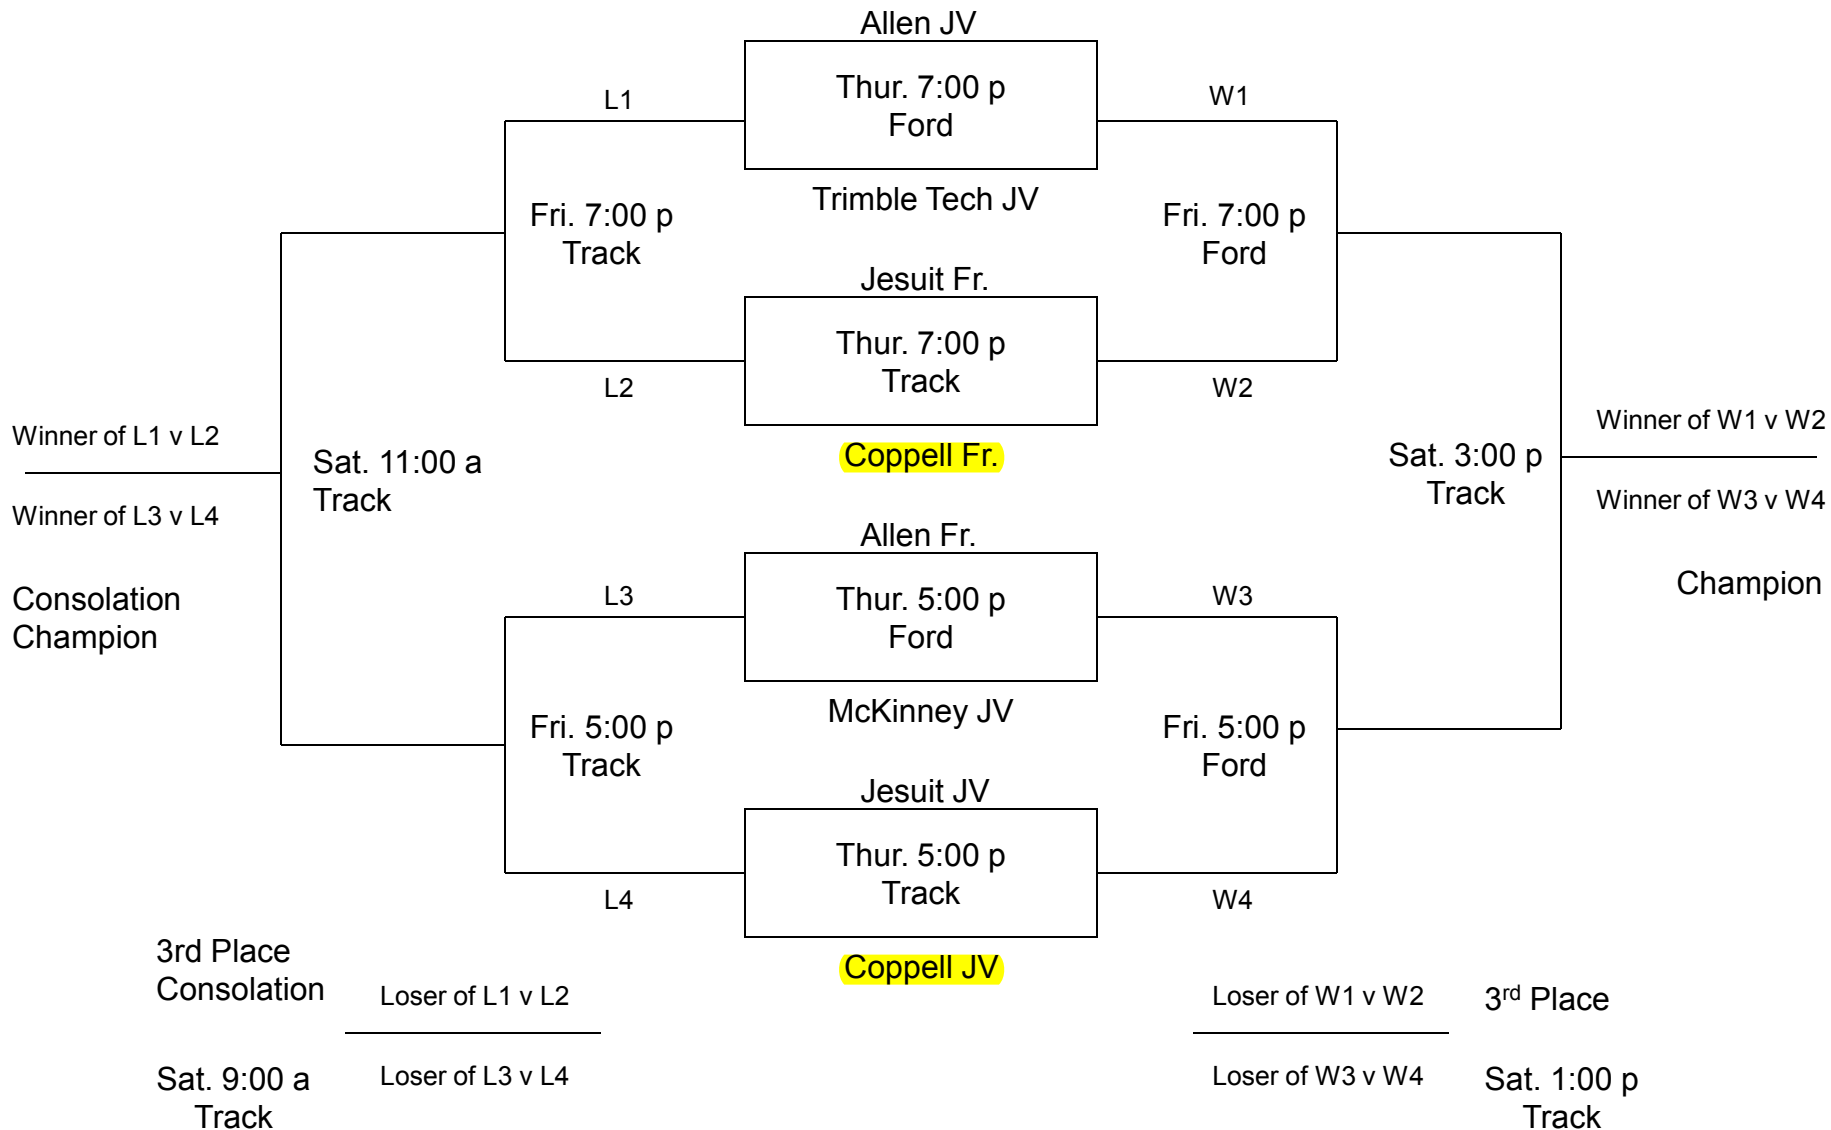 Allen JV
Thur. 7:00 p
Ford
Trimble Tech JV
L1
W1
Fri. 7:00 p
Track
Fri. 7:00 p
Ford
Jesuit Fr.
Thur. 7:00 p
Track
Coppell Fr.
L2
W2
Winner of L1 v L2
Winner of L3 v L4
Sat. 11:00 a
Track
Consolation
Champion
Sat. 3:00 p
Track
Winner of W1 v W2
Winner of W3 v W4
Champion
Allen Fr.
Thur. 5:00 p
Ford
McKinney JV
L3
W3
Fri. 5:00 p
Track
Fri. 5:00 p
Ford
Jesuit JV
Thur. 5:00 p
Track
Coppell JV
L4
W4
3rd Place
Consolation
Loser of L1 v L2
Loser of L3 v L4
Sat. 9:00 a
Track
Loser of W1 v W2
Loser of W3 v W4
3rd Place
Sat. 1:00 p
Track